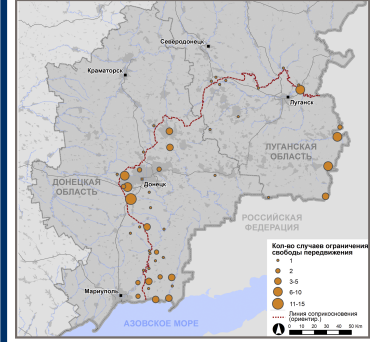 Северодонецк
Краматорск
Луганск
ЛУГАНСКАЯ
ОБЛАСТЬ
ДОНЕЦКАЯ
ОБЛАСТЬ
Донецк
РОССИЙСКАЯ
ФЕДЕРАЦИЯ
Кол-во случаев ограничения
свободы передвижения
1
2
3-5
6-10
11-15
Линия соприкосновения
(ориентир.)
Мариуполь
0 10 20 30 40 50 Km
АЗОВСКОЕ МОРЕ